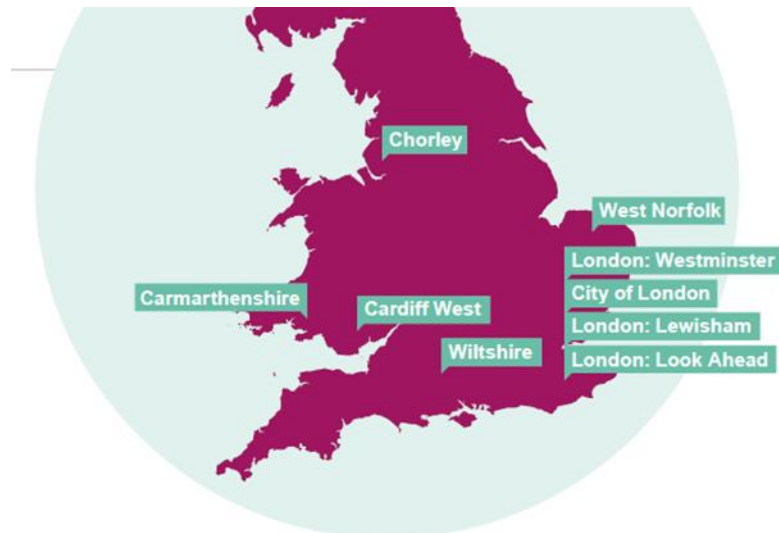 Chorley
West Norfolk
London: Westminster
Carmarthenshire
City of London
Cardiff West
London: Lewisham
Wiltshire
London: Look Ahead